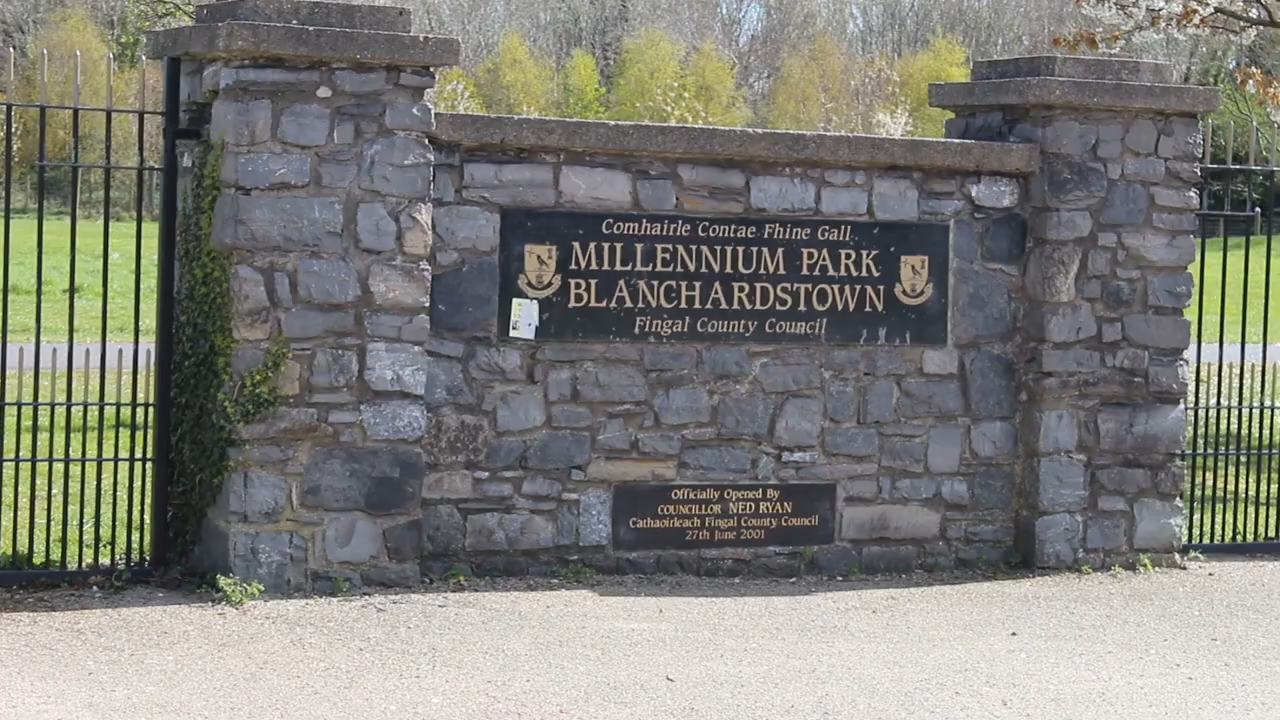 Comhairle Contae Fhine Gall
MILLENNIUM PARK
BLANCHARDSTOWN
Fingal County Council
Officially Opened By
COUNCILLOR NED RYAN
Cathaoirleach Fingal County Council
27th June 2001